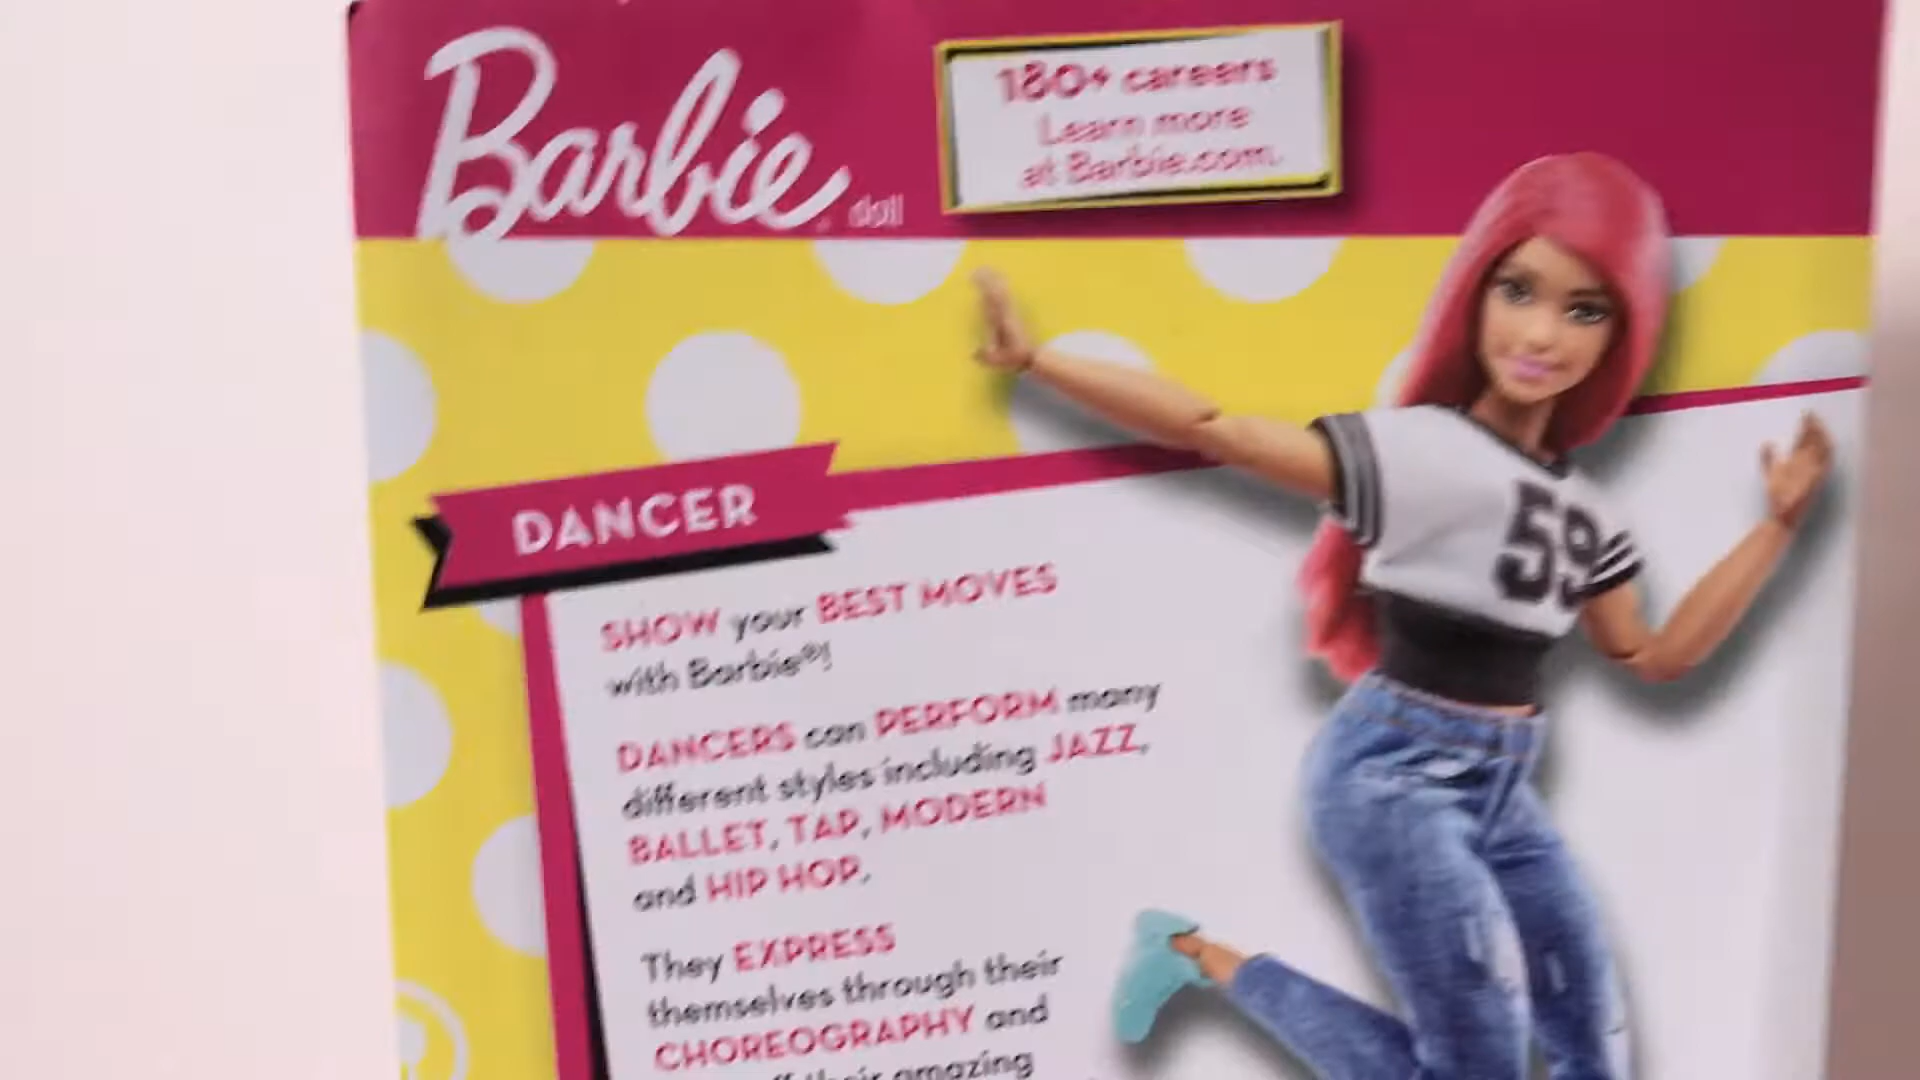 Barbie® doll
180+ careers
Learn more
at Barbie.com.
DANCER
59
SHOW your BEST MOVES
with Barbie®!
DANCERS can PERFORM many
different styles including JAZZ,
BALLET, TAP, MODERN
and HIP HOP.
They EXPRESS
themselves through their
CHOREOGRAPHY and
their amazing